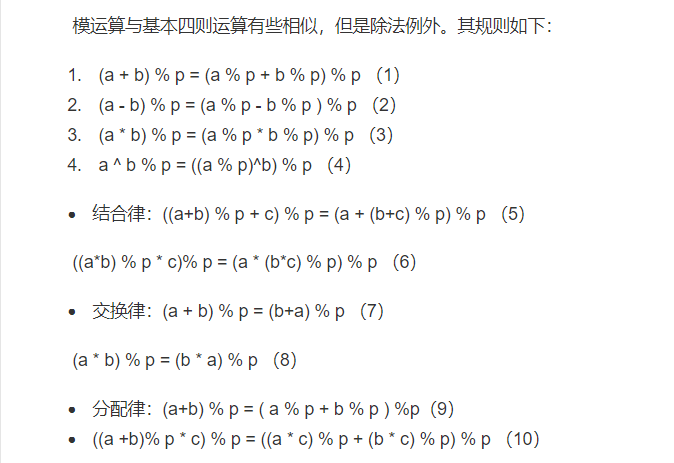 模运算与基本四则运算有些相似，但是除法例外。其规则如下：
1. (a + b) % p = (a % p + b % p) % p （1）
2. (a - b) % p = (a % p - b % p ) % p （2）
3. (a * b) % p = (a % p * b % p) % p （3）
4. a ^ b % p = ((a % p)^b) % p （4）
• 结合律：((a+b) % p + c) % p = (a + (b+c) % p) % p （5）
((a*b) % p * c)% p = (a * (b*c) % p) % p （6）
• 交换律：(a + b) % p = (b+a) % p （7）
(a * b) % p = (b * a) % p （8）
• 分配律：(a+b) % p = ( a % p + b % p ) %p（9）
• ((a +b)% p * c) % p = ((a * c) % p + (b * c) % p) % p （10）